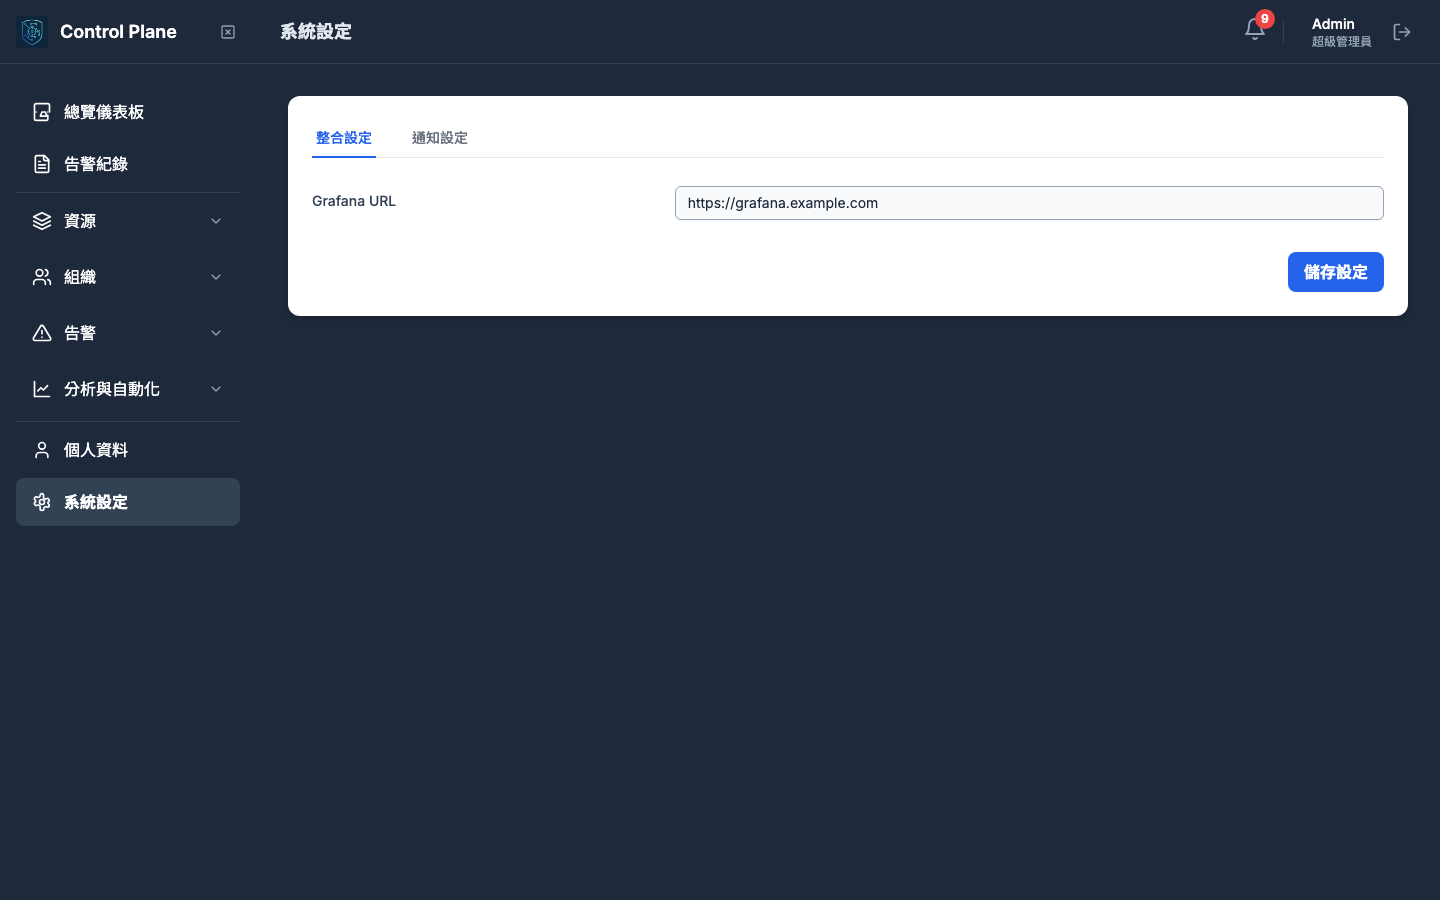 Control Plane
系統設定
9
Admin
超級管理員
總覽儀表板
告警紀錄
資源
組織
告警
分析與自動化
個人資料
系統設定
整合設定
通知設定
Grafana URL
https://grafana.example.com
儲存設定